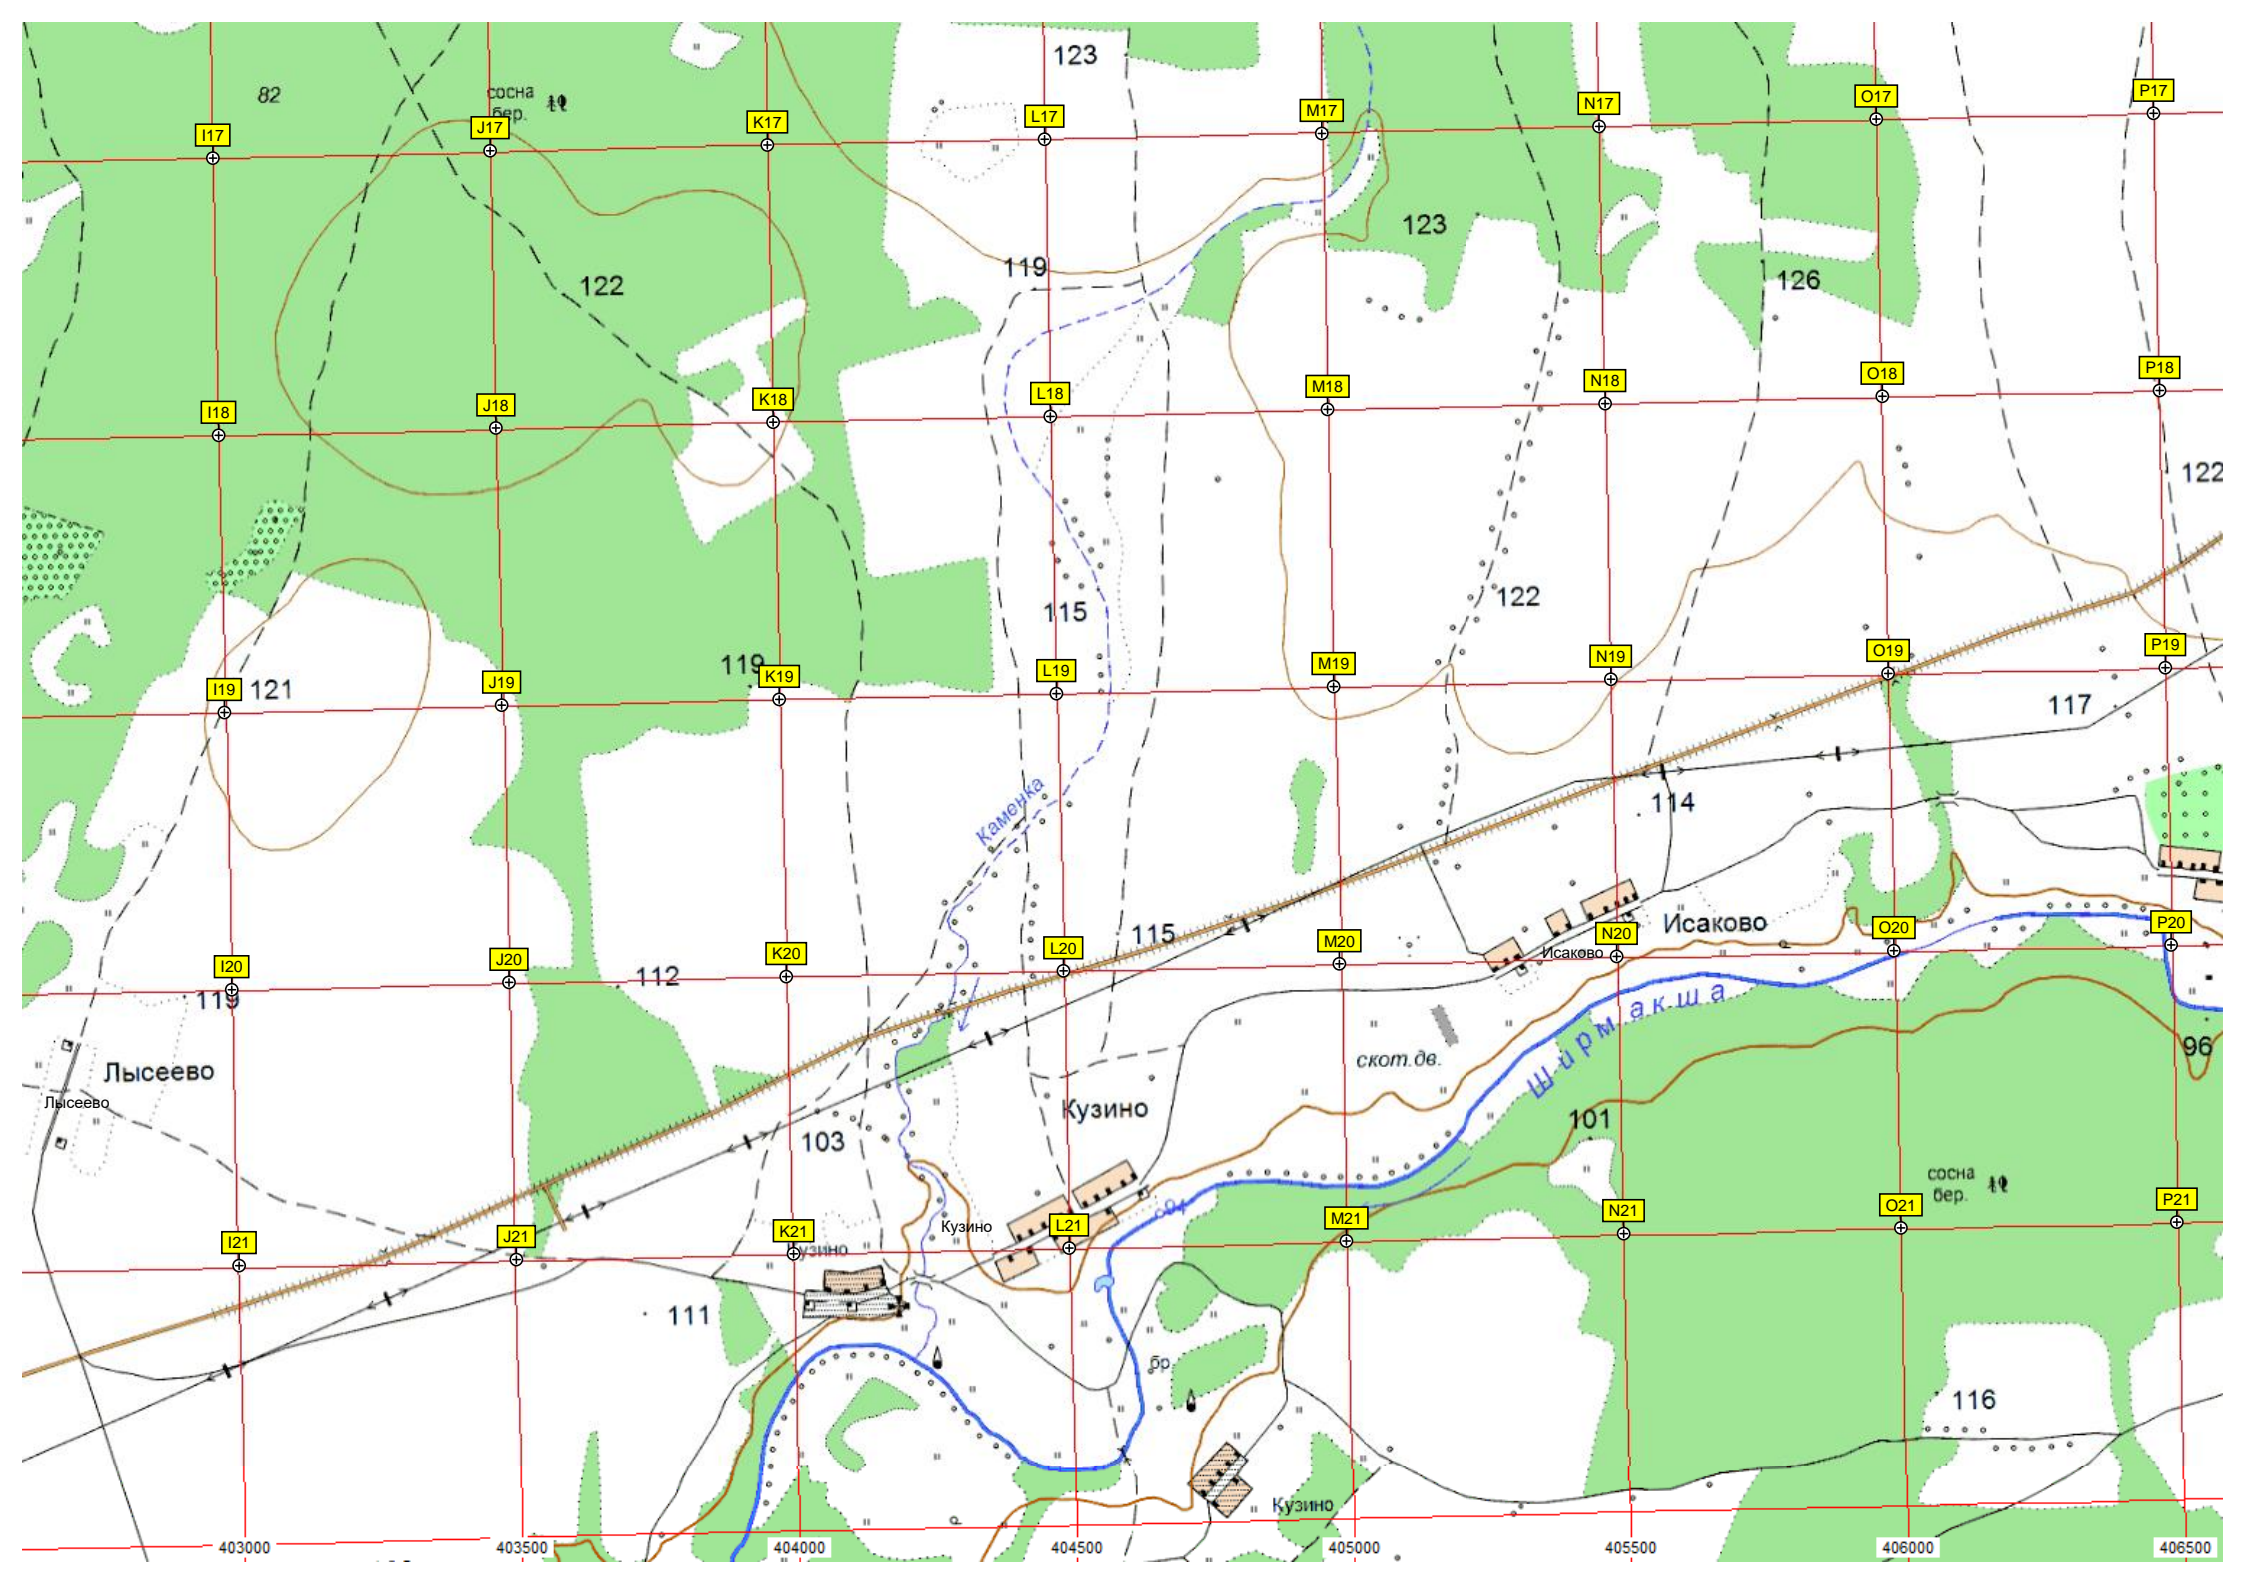 123
82
сосна
бер.
I17
J17
K17
L17
M17
N17
O17
P17
123
119
122
126
I18
J18
K18
L18
M18
N18
O18
P18
122
115
122
119
121
I19
J19
K19
L19
M19
N19
O19
P19
117
Каменка
114
115
Исаково
Исаково
I20
J20
K20
L20
M20
N20
O20
P20
119
112
Ширмакша
скот.дв.
96
Лысеево
Лысеево
Кузино
103
101
сосна
бер.
Кузино
I21
J21
K21
L21
M21
N21
O21
P21
111
бр.
116
Кузино
403000
403500
404000
404500
405000
405500
406000
406500